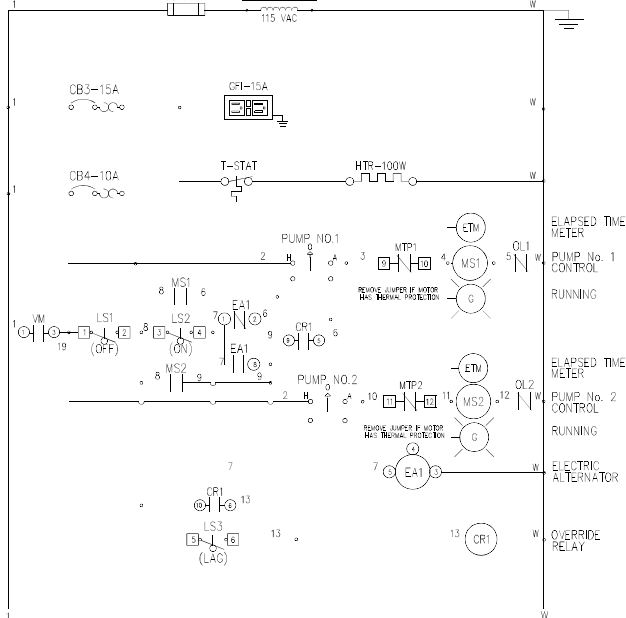 1 W
115 VAC
CB3-15A GFI-15A
1 W
T-STAT HTR-100W
CB4-10A
1 W
ETM ELAPSED TIME
METER
PUMP NO.1 MTP1 OL1
2 H O A 3 9 10 4 MS1 5 W PUMP No. 1
CONTROL
MS1
8 6
REMOVE JUMPER IF MOTOR
HAS THERMAL PROTECTION
G RUNNING
EA1
7 1 2 6
1 VM LS1 8 LS2 CR1 6
1 3 1 2 3 4 9 9 5
19 (OFF) (ON)
EA1
7 8
MS2
8 9 9
ETM ELAPSED TIME
METER
PUMP NO.2 MTP2 OL2
2 H O A 10 11 12 11 MS2 12 W PUMP No. 2
CONTROL
REMOVE JUMPER IF MOTOR
HAS THERMAL PROTECTION
G RUNNING
4
7 7 5 EA1 3 W ELECTRIC
ALTERNATOR
CR1
10 6 13
LS3
5 6 13 13 CR1 W OVERRIDE
RELAY
(LAG)
1 W